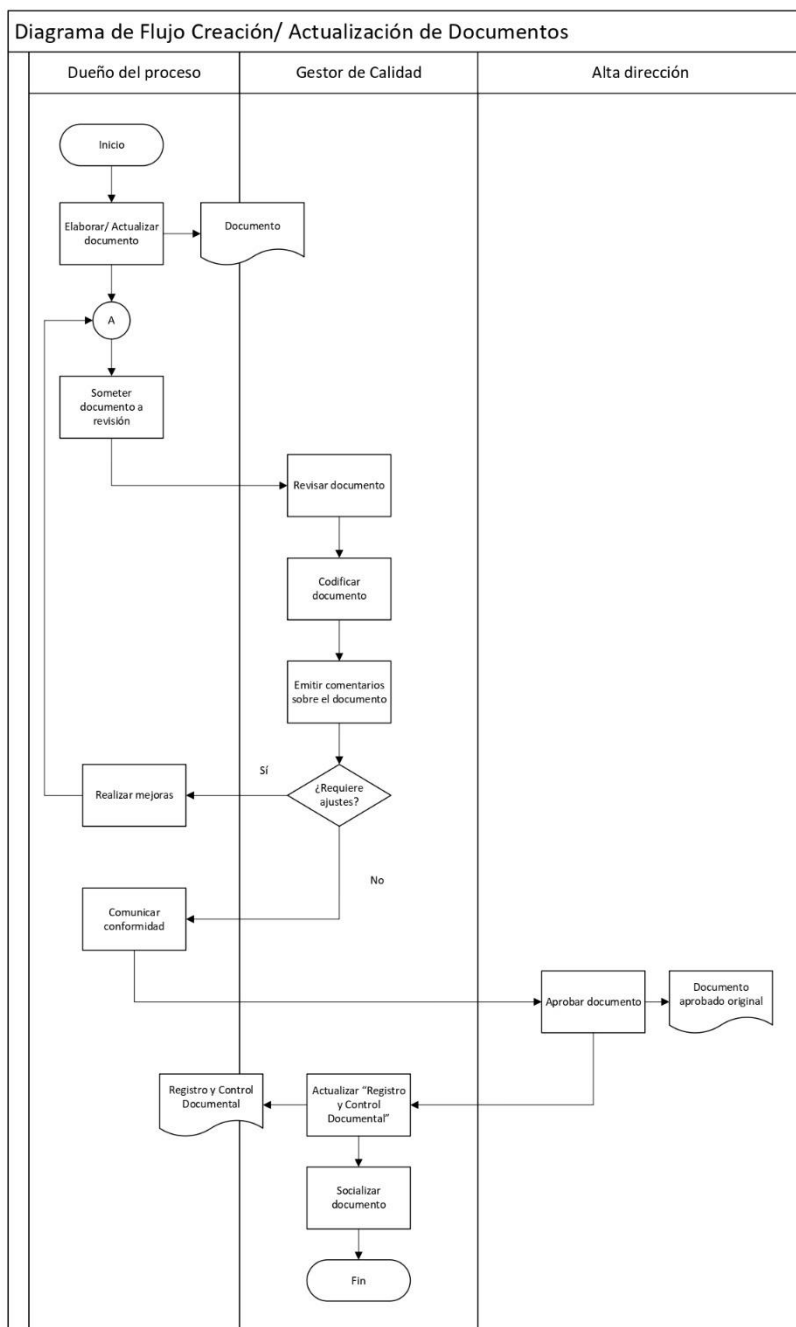 Diagrama de Flujo Creación/ Actualización de Documentos
Dueño del proceso
Gestor de Calidad
Alta dirección
Inicio
Elaborar/ Actualizar
documento
Documento
A
Someter
documento a
revisión
Revisar documento
Codificar
documento
Emitir comentarios
sobre el documento
¿Requiere
ajustes?
Sí
Realizar mejoras
No
Comunicar
conformidad
Aprobar documento
Documento
aprobado original
Actualizar “Registro
y Control
Documental”
Registro y Control
Documental
Socializar
documento
Fin